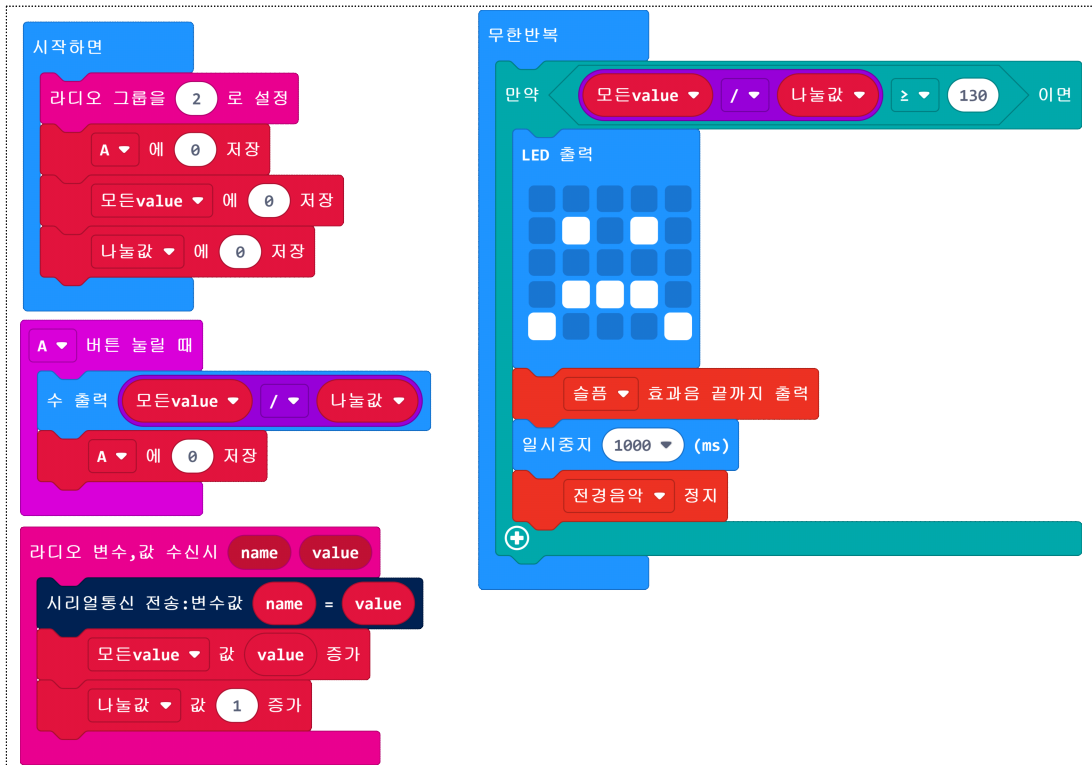 시작하면
라디오 그룹을 2 로 설정
A 에 0 저장
모든value 에 0 저장
나눌값 에 0 저장
A 버튼 눌릴 때
수 출력 모든value / 나눌값
A 에 0 저장
라디오 변수,값 수신시 name value
시리얼통신 전송:변수값 name = value
모든value 값 value 증가
나눌값 값 1 증가
무한반복
만약 모든value / 나눌값 ≥ 130 이면
LED 출력
슬픔 효과음 끝까지 출력
일시중지 1000 (ms)
전경음악 정지